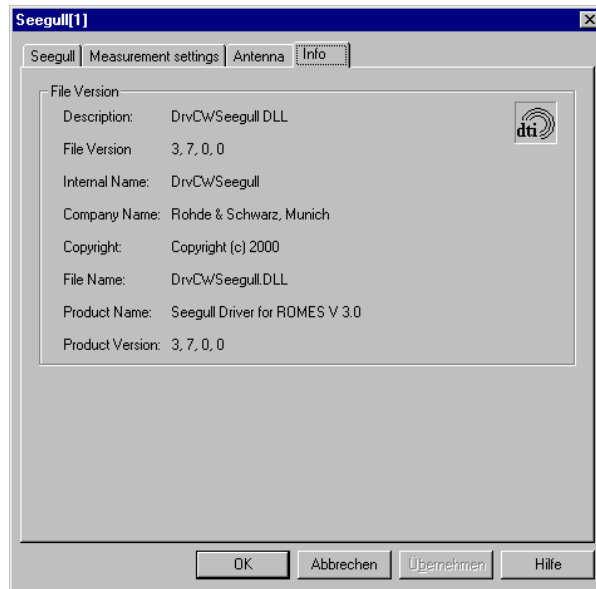 Seegull[1]
Seegull Measurement settings Antenna Info
File Version
Description: DrvCWSeegull DLL
dti
File Version 3, 7, 0, 0
Internal Name: DrvCWSeegull
Company Name: Rohde & Schwarz, Munich
Copyright: Copyright (c) 2000
File Name: DrvCWSeegull.DLL
Product Name: Seegull Driver for ROMES V 3.0
Product Version: 3, 7, 0, 0
OK Abbrechen Übernehmen Hilfe